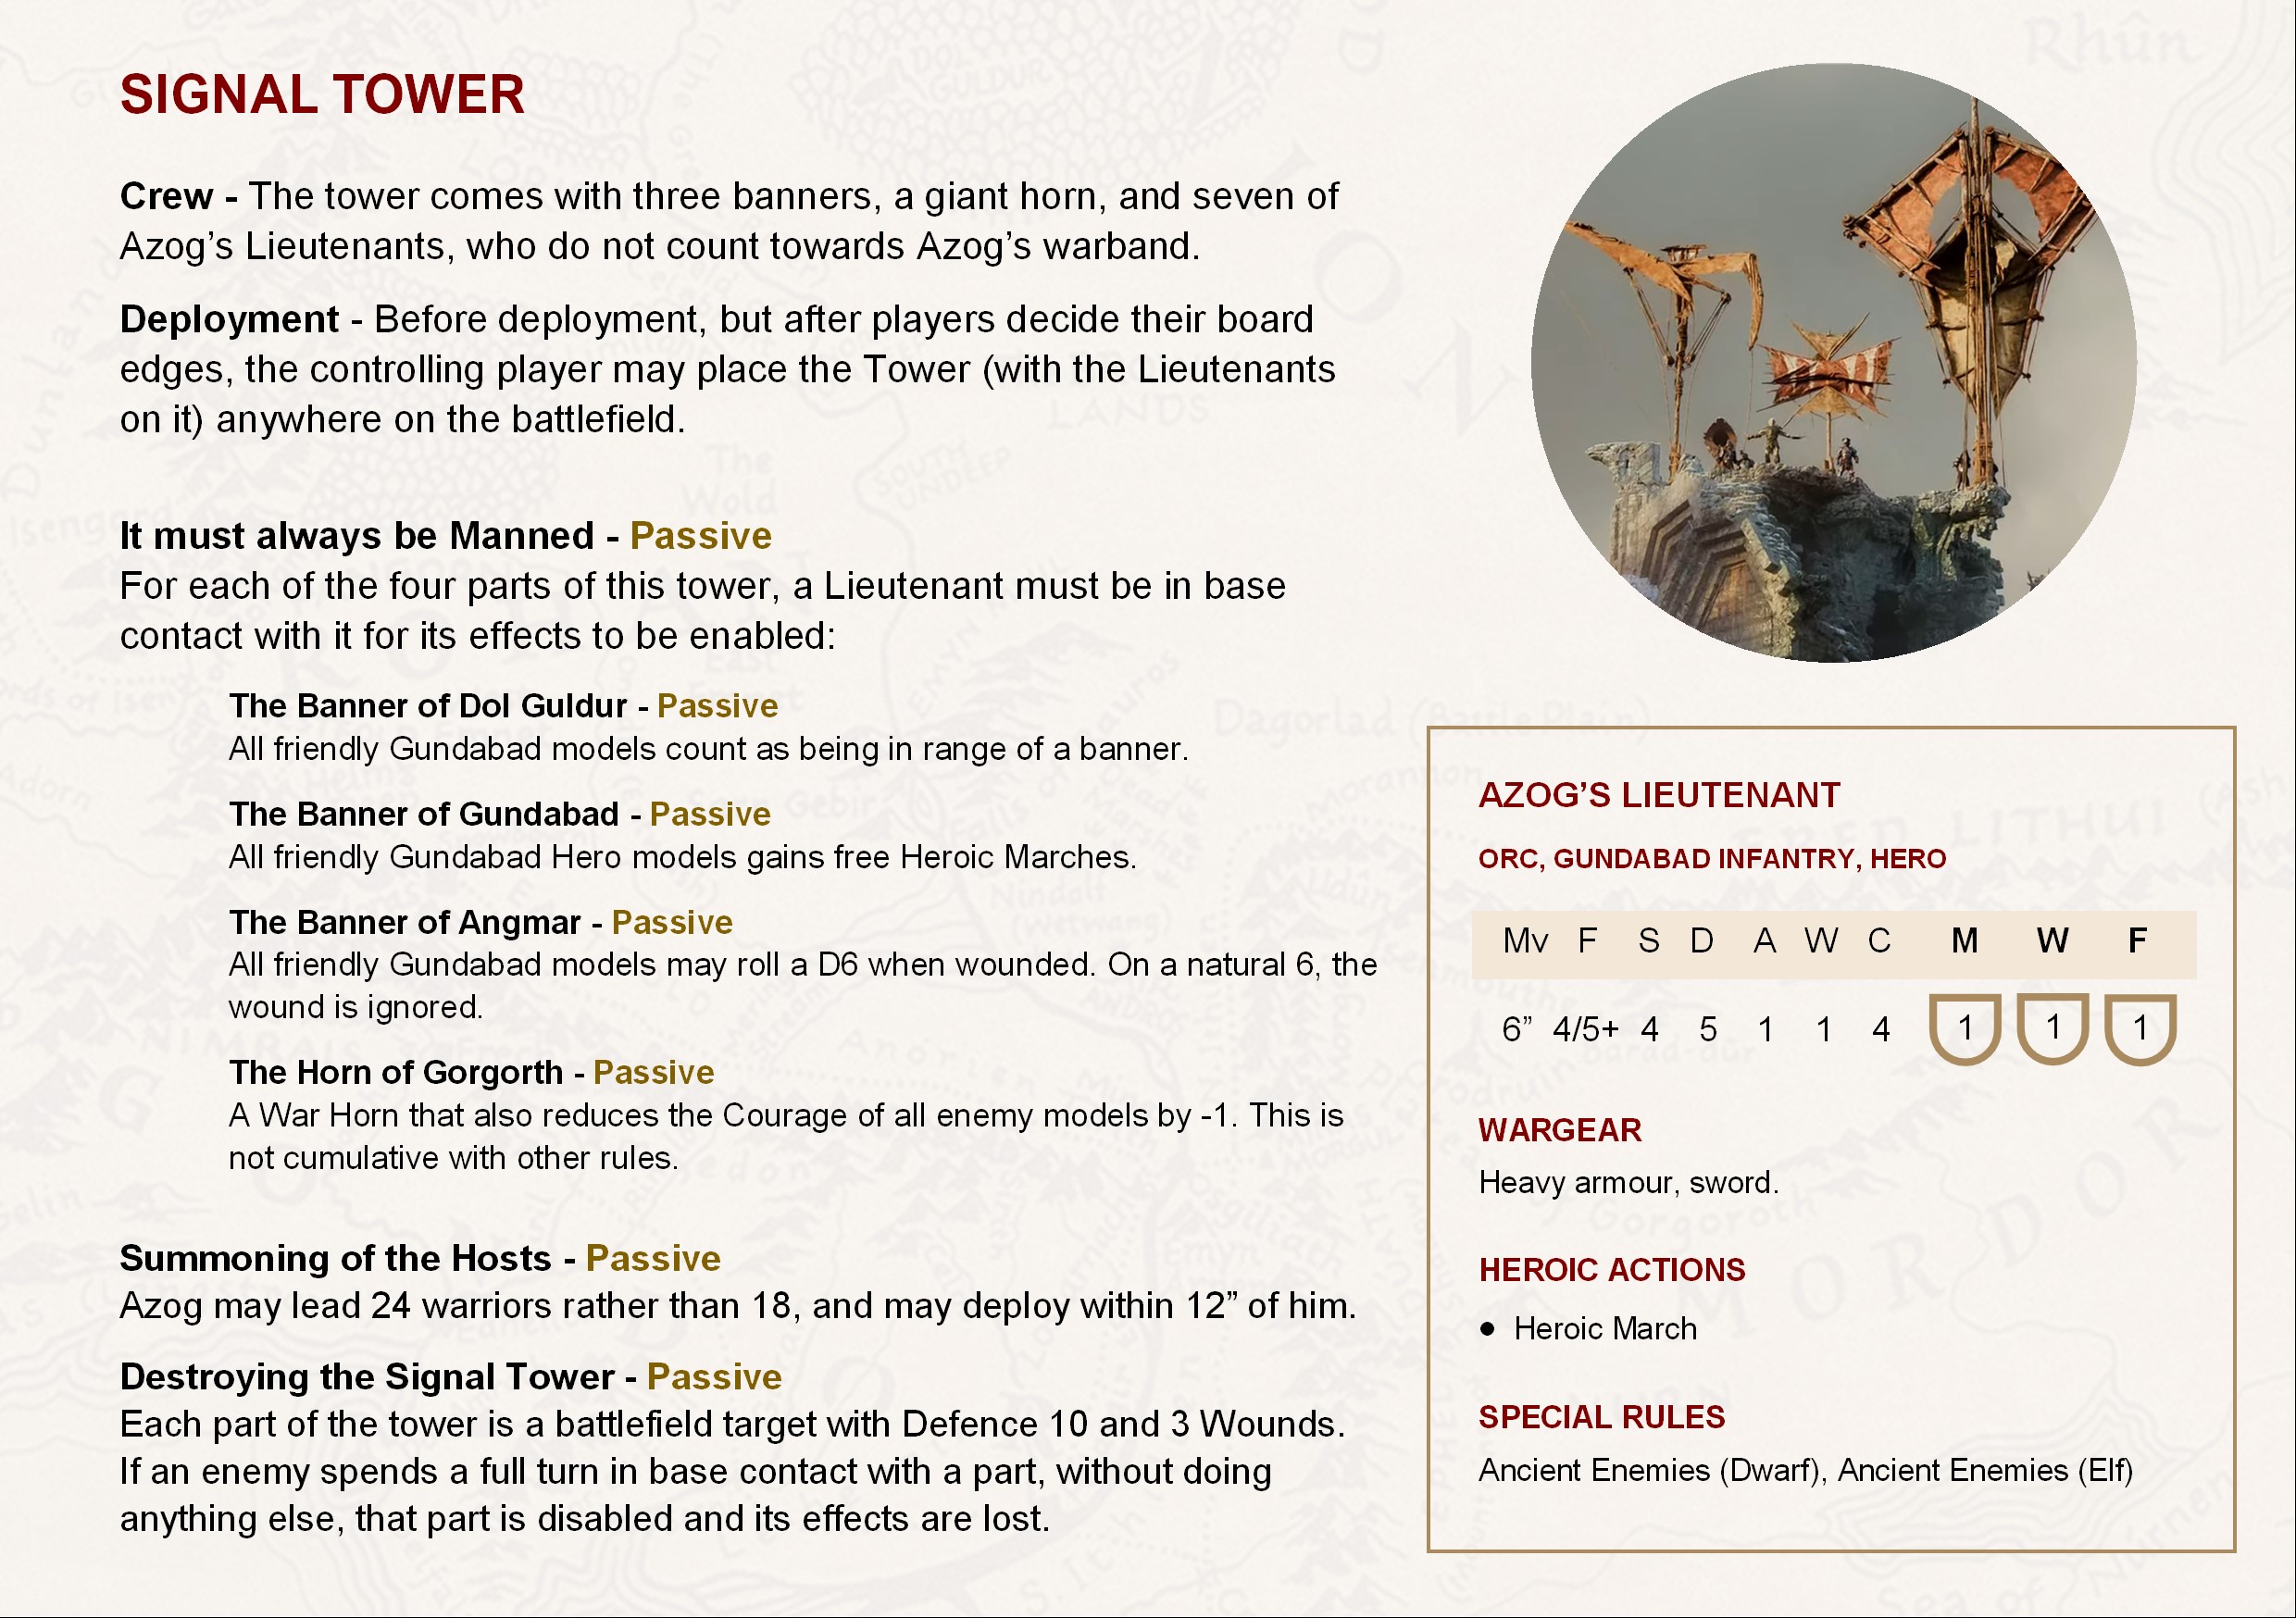 SIGNAL TOWER
Crew - The tower comes with three banners, a giant horn, and seven of
Azog’s Lieutenants, who do not count towards Azog’s warband.
Deployment - Before deployment, but after players decide their board
edges, the controlling player may place the Tower (with the Lieutenants
on it) anywhere on the battlefield.
It must always be Manned - Passive
For each of the four parts of this tower, a Lieutenant must be in base
contact with it for its effects to be enabled:
The Banner of Dol Guldur - Passive
All friendly Gundabad models count as being in range of a banner.
The Banner of Gundabad - Passive
All friendly Gundabad Hero models gains free Heroic Marches.
The Banner of Angmar - Passive
All friendly Gundabad models may roll a D6 when wounded. On a natural 6, the
wound is ignored.
The Horn of Gorgorth - Passive
A War Horn that also reduces the Courage of all enemy models by -1. This is
not cumulative with other rules.
Summoning of the Hosts - Passive
Azog may lead 24 warriors rather than 18, and may deploy within 12” of him.
Destroying the Signal Tower - Passive
Each part of the tower is a battlefield target with Defence 10 and 3 Wounds.
If an enemy spends a full turn in base contact with a part, without doing
anything else, that part is disabled and its effects are lost.
AZOG’S LIEUTENANT
ORC, GUNDABAD INFANTRY, HERO
Mv F S D A W C M W F
6” 4/5+ 4 5 1 1 4 1 1 1
WARGEAR
Heavy armour, sword.
HEROIC ACTIONS
● Heroic March
SPECIAL RULES
Ancient Enemies (Dwarf), Ancient Enemies (Elf)
Rhûn
Dagorlad (Battle Plain)
LANDS
The
Wold
MORDOR